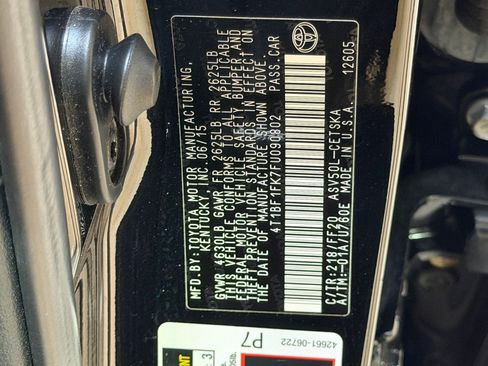 MFD.BY:TOYOTA MOTOR MANUFACTURING,
KENTUCKY INC. 06/15
GVWR 4630LB GAWR FR 2625LB RR 2625LB
THIS VEHICLE CONFORMS TO ALL APPLICABLE
FEDERAL MOTOR VEHICLE SAFETY, BUMPER, AND
THEFT PREVENTION STANDARDS IN EFFECT ON
THE DATE OF MANUFACTURE SHOWN ABOVE.
4T1BF1FK7FU090802 PASS.CAR
C/TR:218/FF20 ASV50L-CETSKA
A/TM:-01A/U760E MADE IN U.S.A.
12605
P7
42661-06722
3